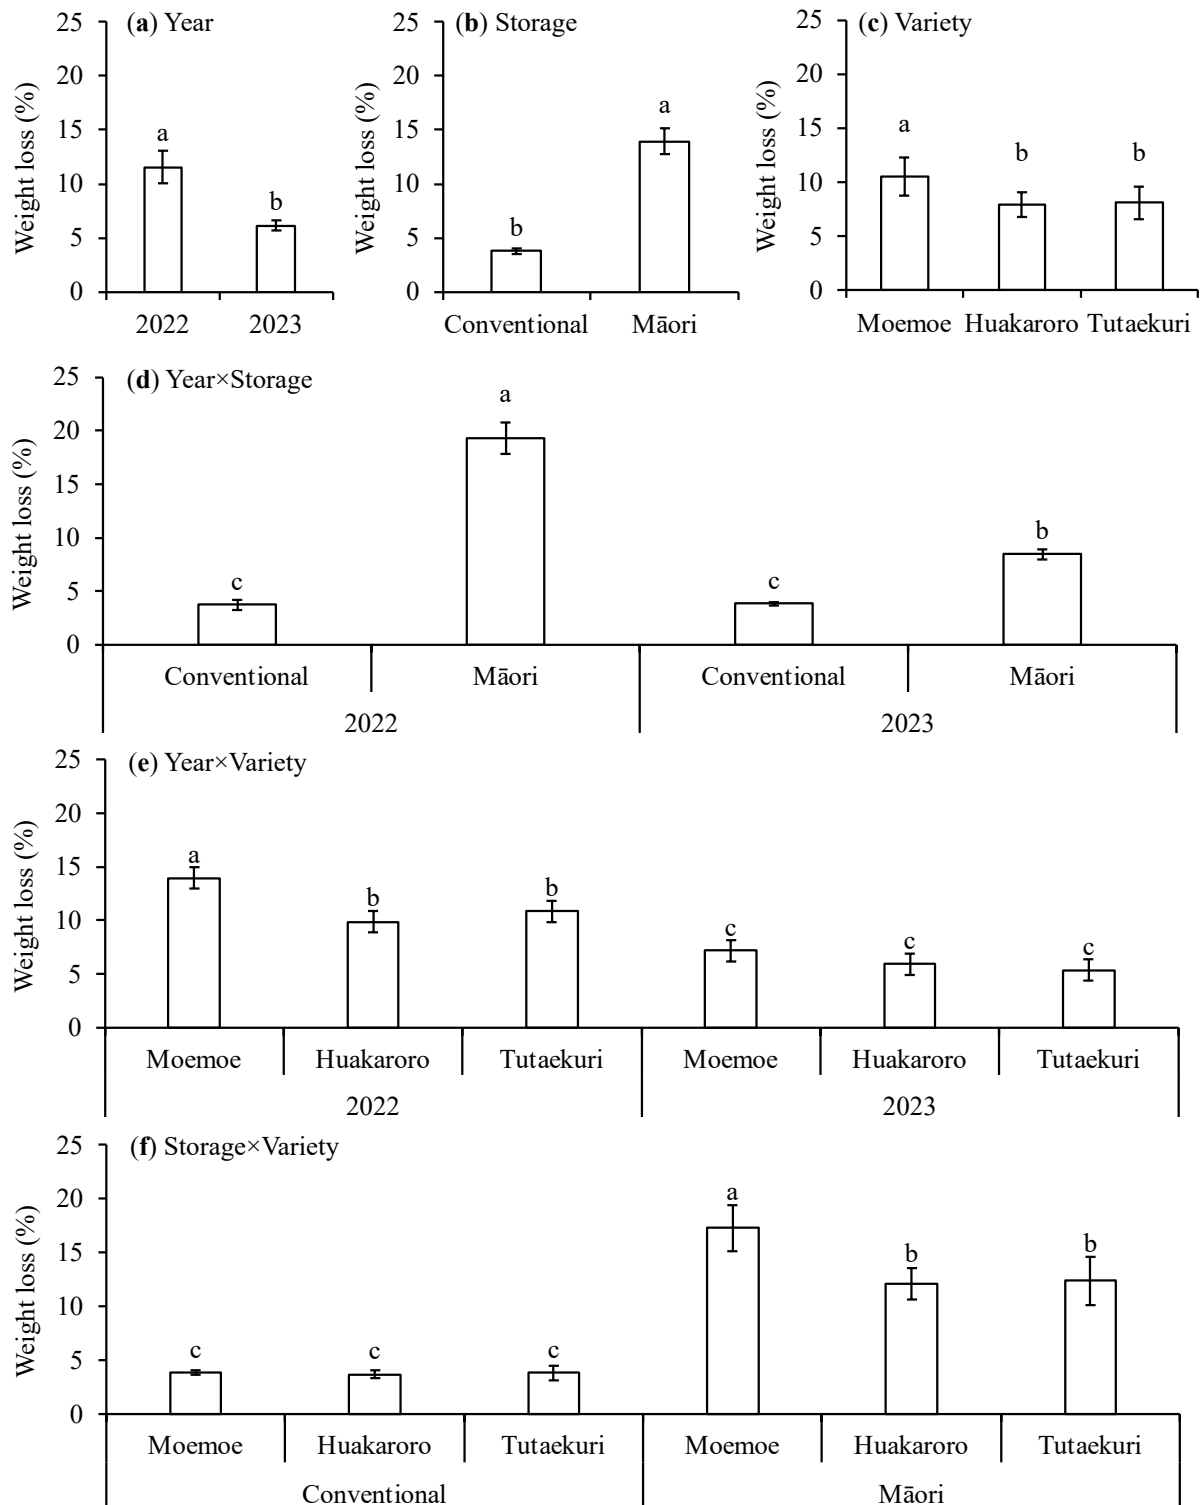 (a) Year
Weight loss (%)
25
20
15
10
5
0
a
b
2022 2023
(b) Storage
Weight loss (%)
25
20
15
10
5
0
b
a
Conventional Māori
(c) Variety
Weight loss (%)
25
20
15
10
5
0
a
b
b
Moemoe Huakaroro Tutaekuri
(d) Year×Storage
Weight loss (%)
25
20
15
10
5
0
c
a
c
b
Conventional Māori Conventional Māori
2022 2023
(e) Year×Variety
Weight loss (%)
25
20
15
10
5
0
a
b
b
c
c
c
Moemoe Huakaroro Tutaekuri Moemoe Huakaroro Tutaekuri
2022 2023
(f) Storage×Variety
Weight loss (%)
25
20
15
10
5
0
c
c
c
a
b
b
Moemoe Huakaroro Tutaekuri Moemoe Huakaroro Tutaekuri
Conventional Māori